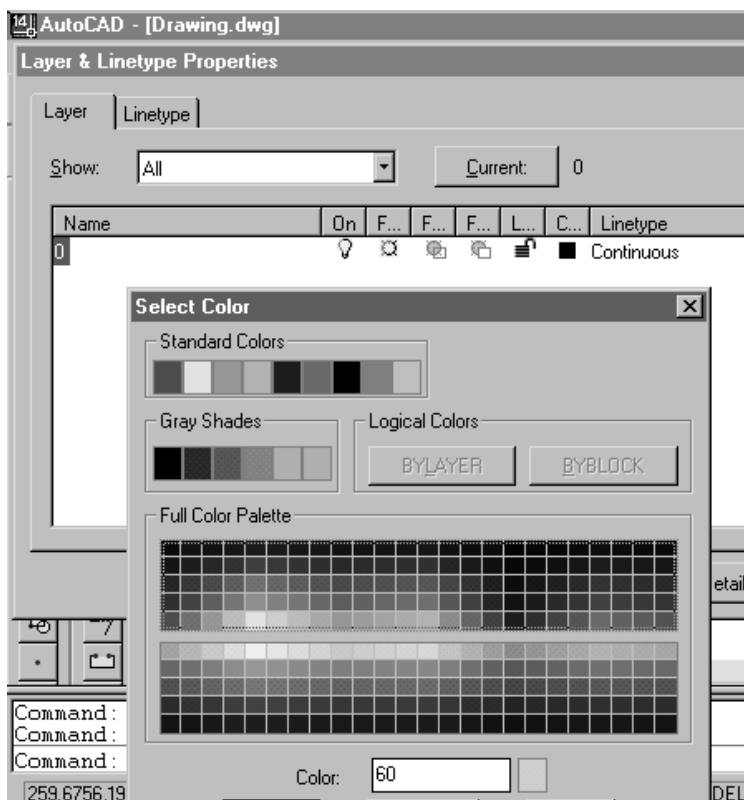 14 AutoCAD - [Drawing.dwg]
Layer & Linetype Properties
Layer Linetype
Show: All Current: 0
Name On F... F... F... L... C... Linetype
0 Continuous
Select Color
Standard Colors
Gray Shades Logical Colors
BYLAYER BYBLOCK
Full Color Palette
etail
Command:
Command:
Command:
Color: 60
259.6756,19 DEL